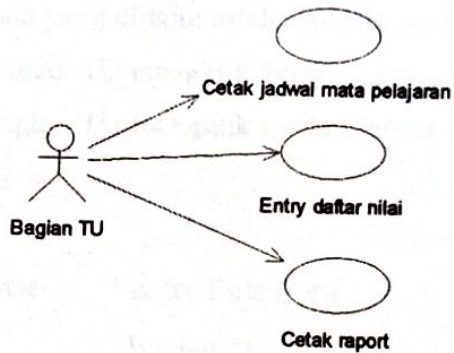 Cetak jadwal mata pelajaran
Entry daftar nilai
Bagian TU
Cetak raport